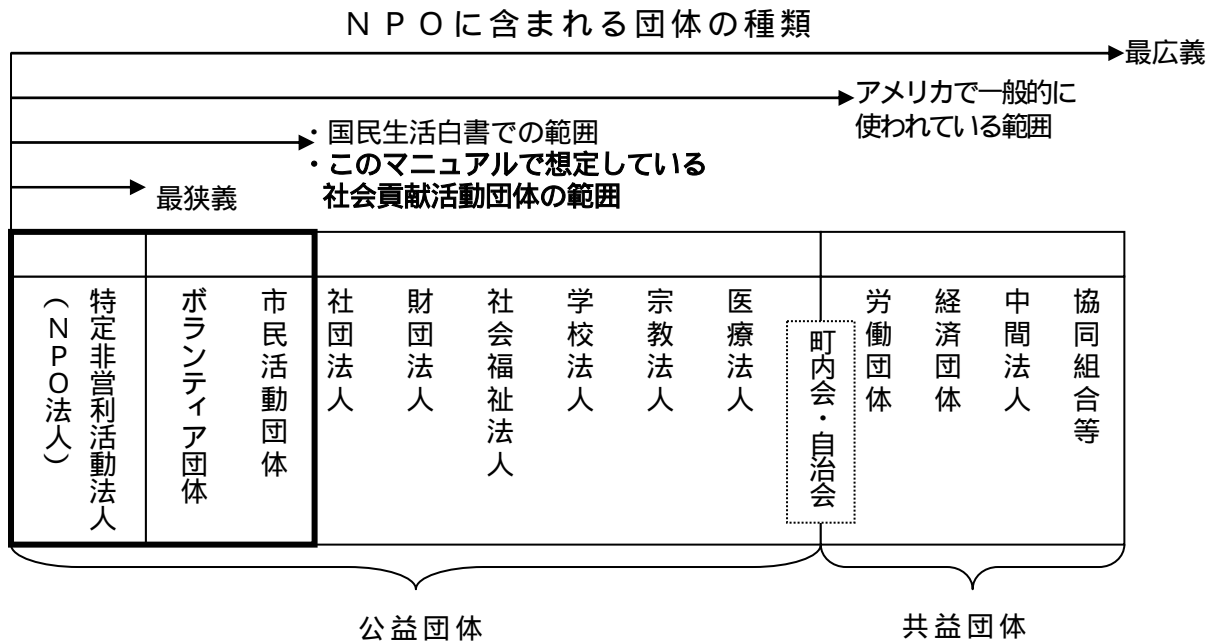 ＮＰＯに含まれる団体の種類
最広義
アメリカで一般的に
使われている範囲
・国民生活白書での範囲
・このマニュアルで想定している
社会貢献活動団体の範囲
最狭義
特定非営利活動法人
（ＮＰＯ法人）
ボランティア団体
市民活動団体
社団法人
財団法人
社会福祉法人
学校法人
宗教法人
医療法人
町内会・自治会
労働団体
経済団体
中間法人
協同組合等
公益団体
共益団体